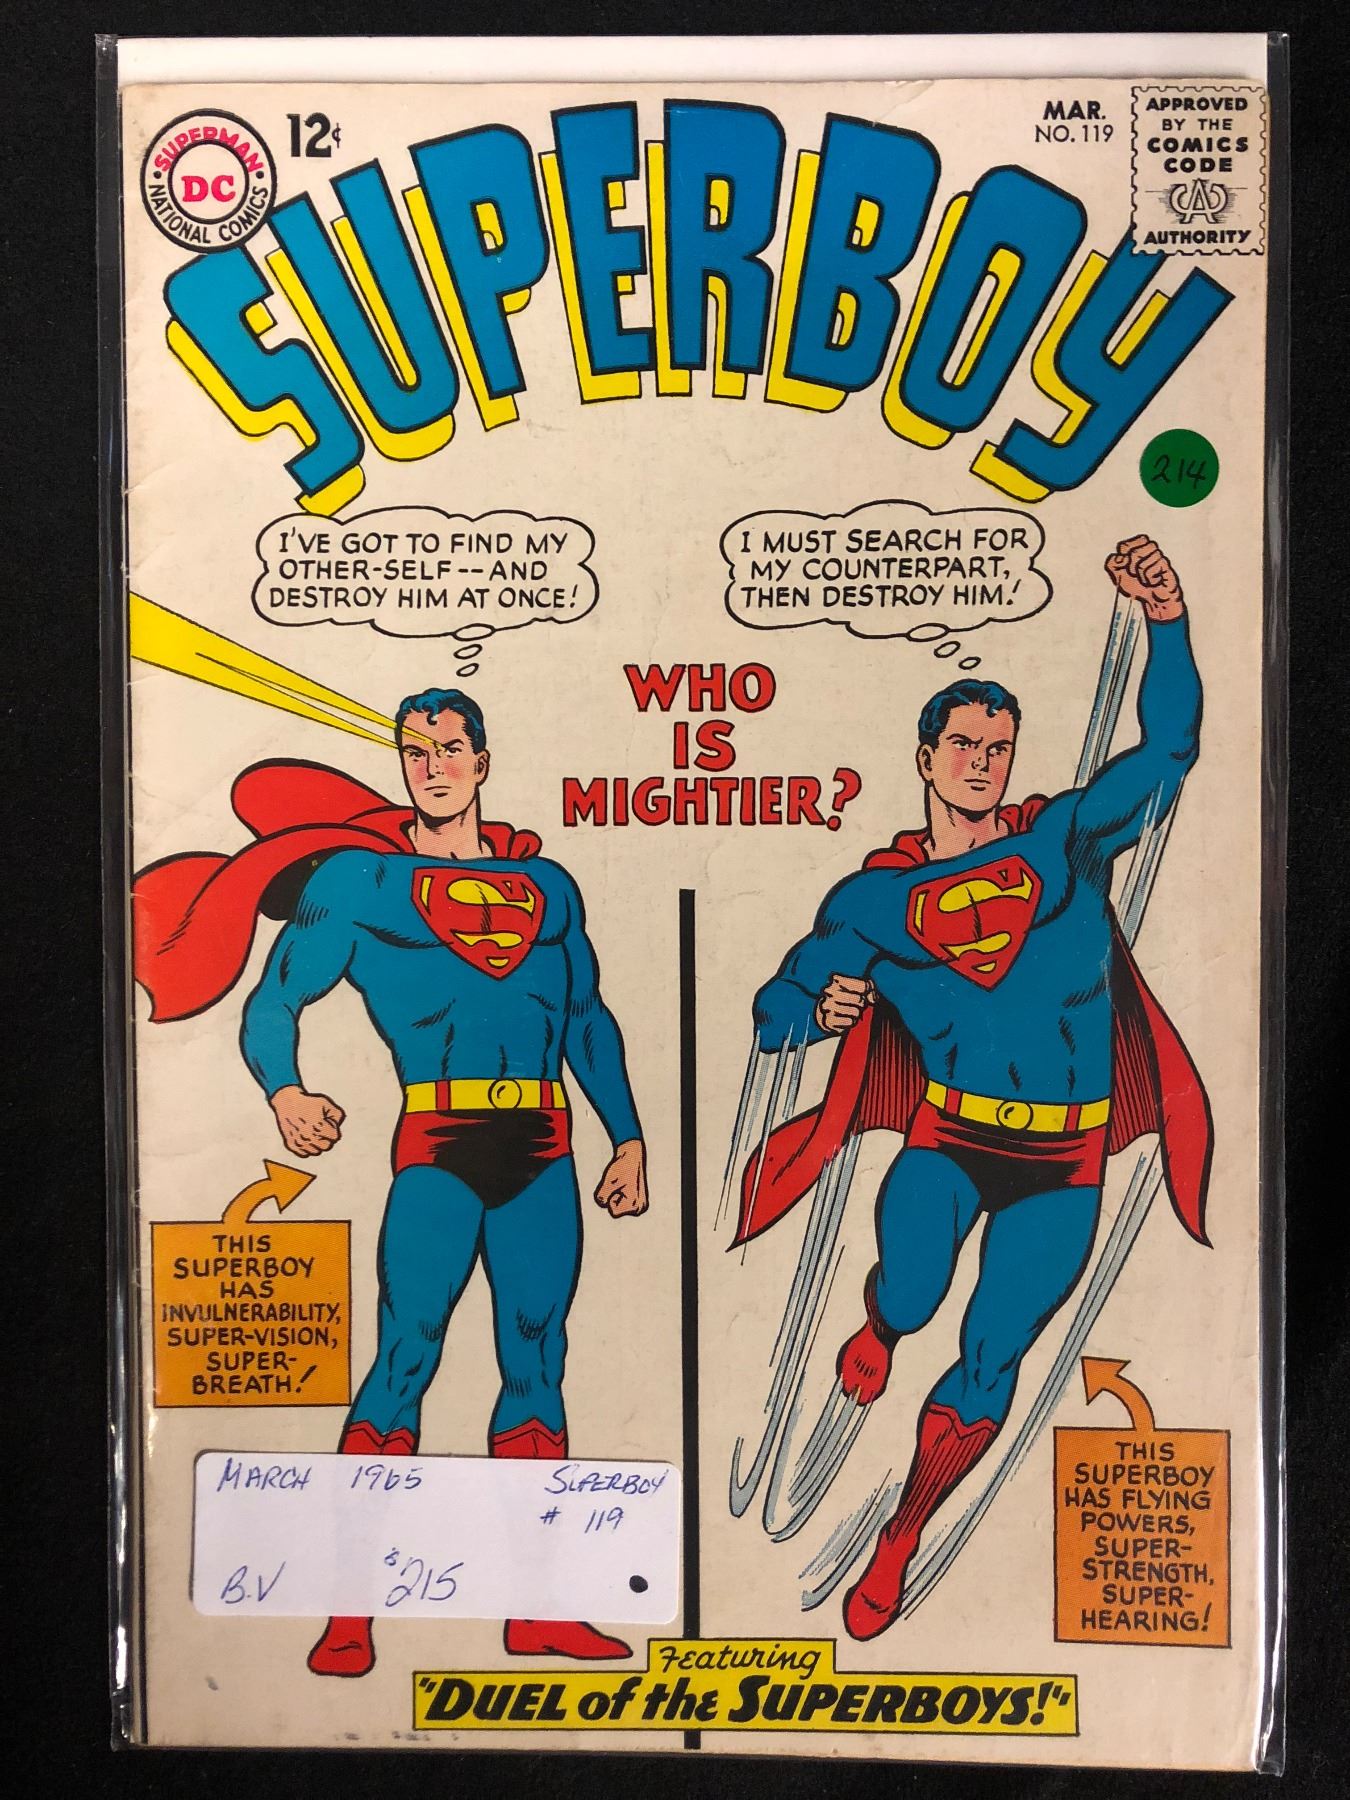 SUPERMAN
DC
NATIONAL COMICS
12¢
SUPERBOY
MAR.
NO. 119
APPROVED
BY THE
COMICS
CODE
CA
AUTHORITY
214
I'VE GOT TO FIND MY
OTHER-SELF--AND
DESTROY HIM AT ONCE!
I MUST SEARCH FOR
MY COUNTERPART,
THEN DESTROY HIM!
WHO
IS
MIGHTIER?
S
S
THIS
SUPERBOY
HAS
INVULNERABILITY,
SUPER-VISION,
SUPER-
BREATH!
THIS
SUPERBOY
HAS FLYING
POWERS,
SUPER-
STRENGTH,
SUPER-
HEARING!
MARCH 1965 SUPERBOY
# 119
B.V $215
Featuring
"DUEL of the SUPERBOYS!"